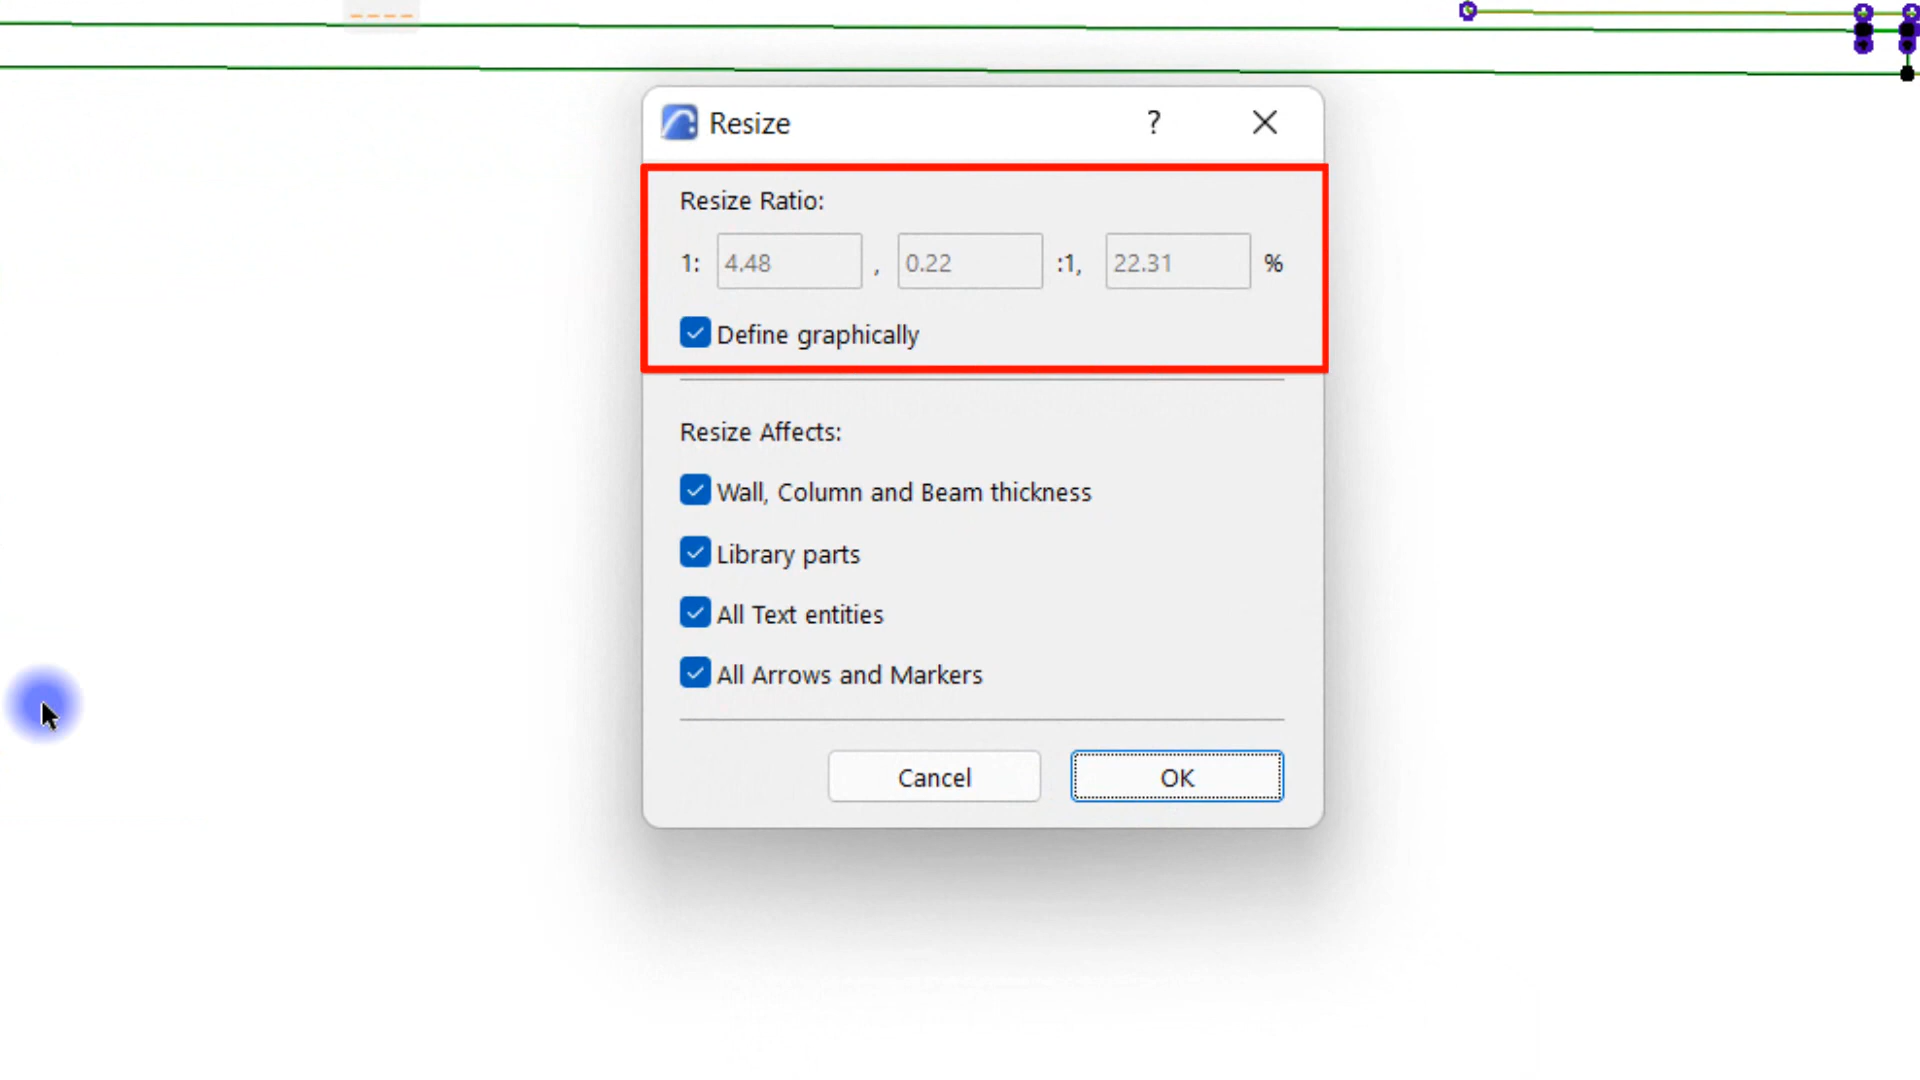 Resize
?
Resize Ratio:
1: 4.48 , 0.22 :1, 22.31 %
Define graphically
Resize Affects:
Wall, Column and Beam thickness
Library parts
All Text entities
All Arrows and Markers
Cancel OK